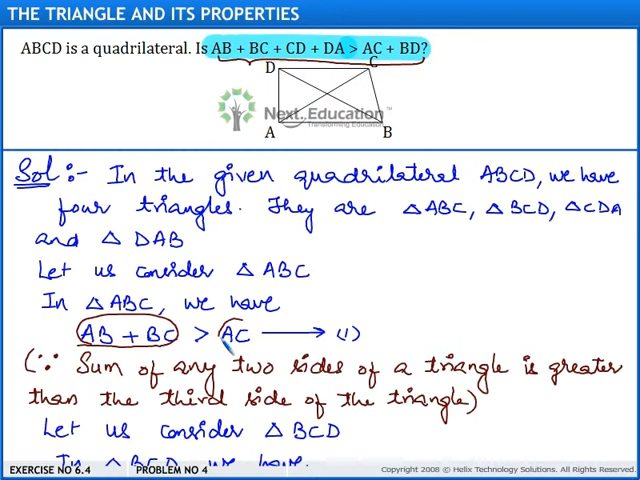 THE TRIANGLE AND ITS PROPERTIES
ABCD is a quadrilateral. Is AB + BC + CD + DA > AC + BD?
D C
Next Education
Transforming Education
A B
Sol :- In the given quadrilateral ABCD, we have
four triangles. They are △ABC, △BCD, △CDA
and △ DAB
Let us consider △ ABC
In △ABC, we have
AB + BC > AC ⟶ (1)
(∵ Sum of any two sides of a triangle is greater
than the third side of the triangle)
Let us consider △ BCD
In △ BCD we have
EXERCISE NO 6.4 PROBLEM NO 4 Copyright 2008 © Helix Technology Solutions. All Rights Reserved.